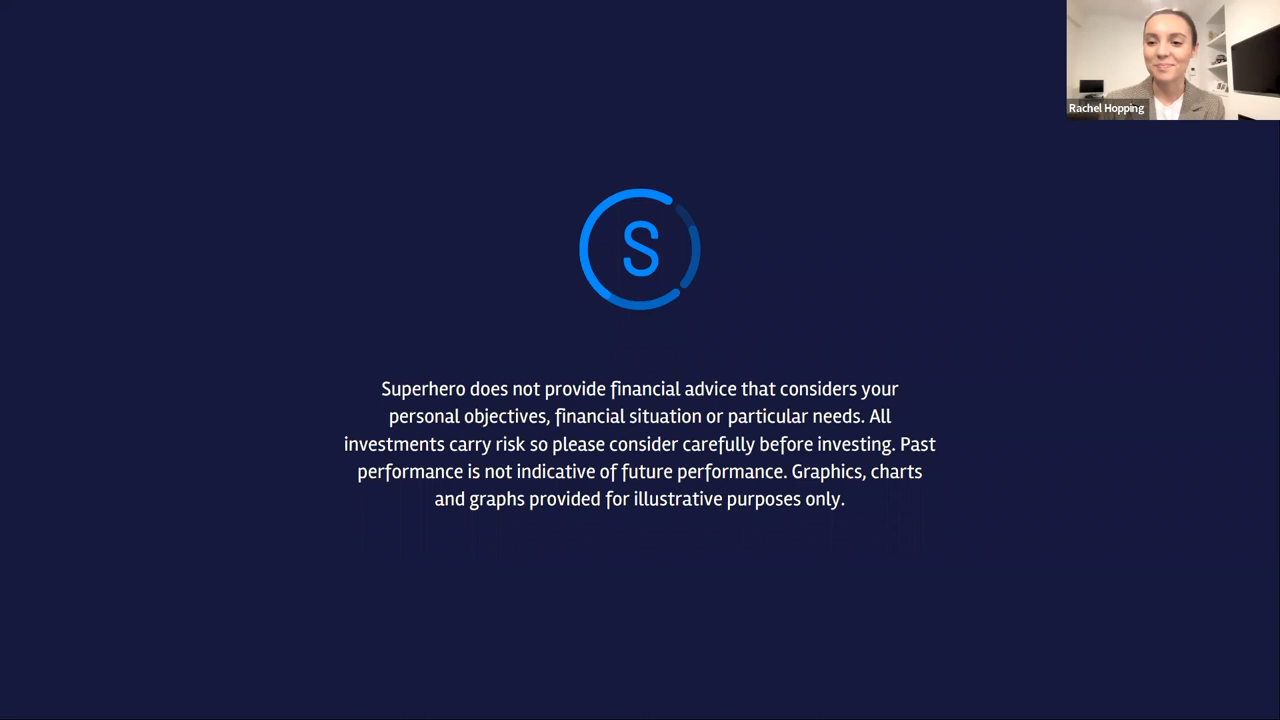 Rachel Hopping
S
Superhero does not provide financial advice that considers your
personal objectives, financial situation or particular needs. All
investments carry risk so please consider carefully before investing. Past
performance is not indicative of future performance. Graphics, charts
and graphs provided for illustrative purposes only.